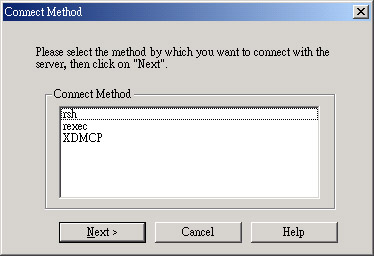 Connect Method
Please select the method by which you want to connect with the
server, then click on "Next".
Connect Method
rsh
rexec
XDMCP
Next >
Cancel
Help